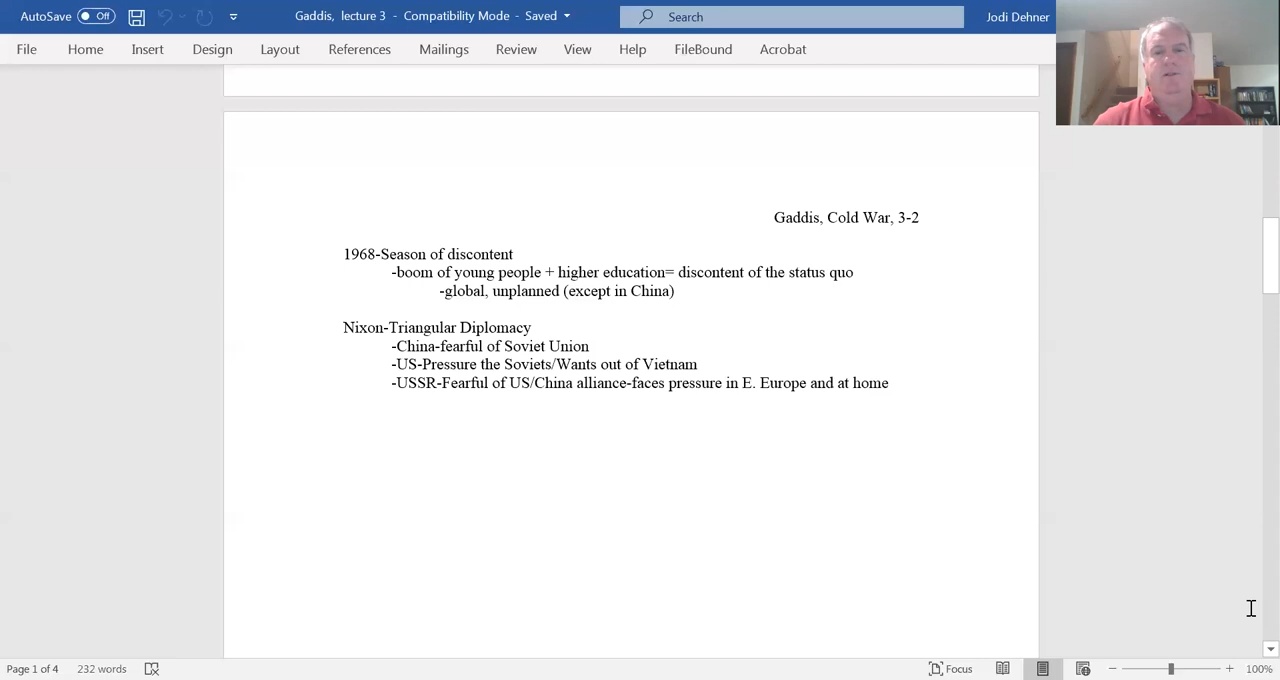 AutoSave Off Gaddis, lecture 3 - Compatibility Mode - Saved Search Jodi Dehner
File Home Insert Design Layout References Mailings Review View Help FileBound Acrobat
Gaddis, Cold War, 3-2
1968-Season of discontent
-boom of young people + higher education= discontent of the status quo
-global, unplanned (except in China)
Nixon-Triangular Diplomacy
-China-fearful of Soviet Union
-US-Pressure the Soviets/Wants out of Vietnam
-USSR-Fearful of US/China alliance-faces pressure in E. Europe and at home
Page 1 of 4 232 words Focus 100%